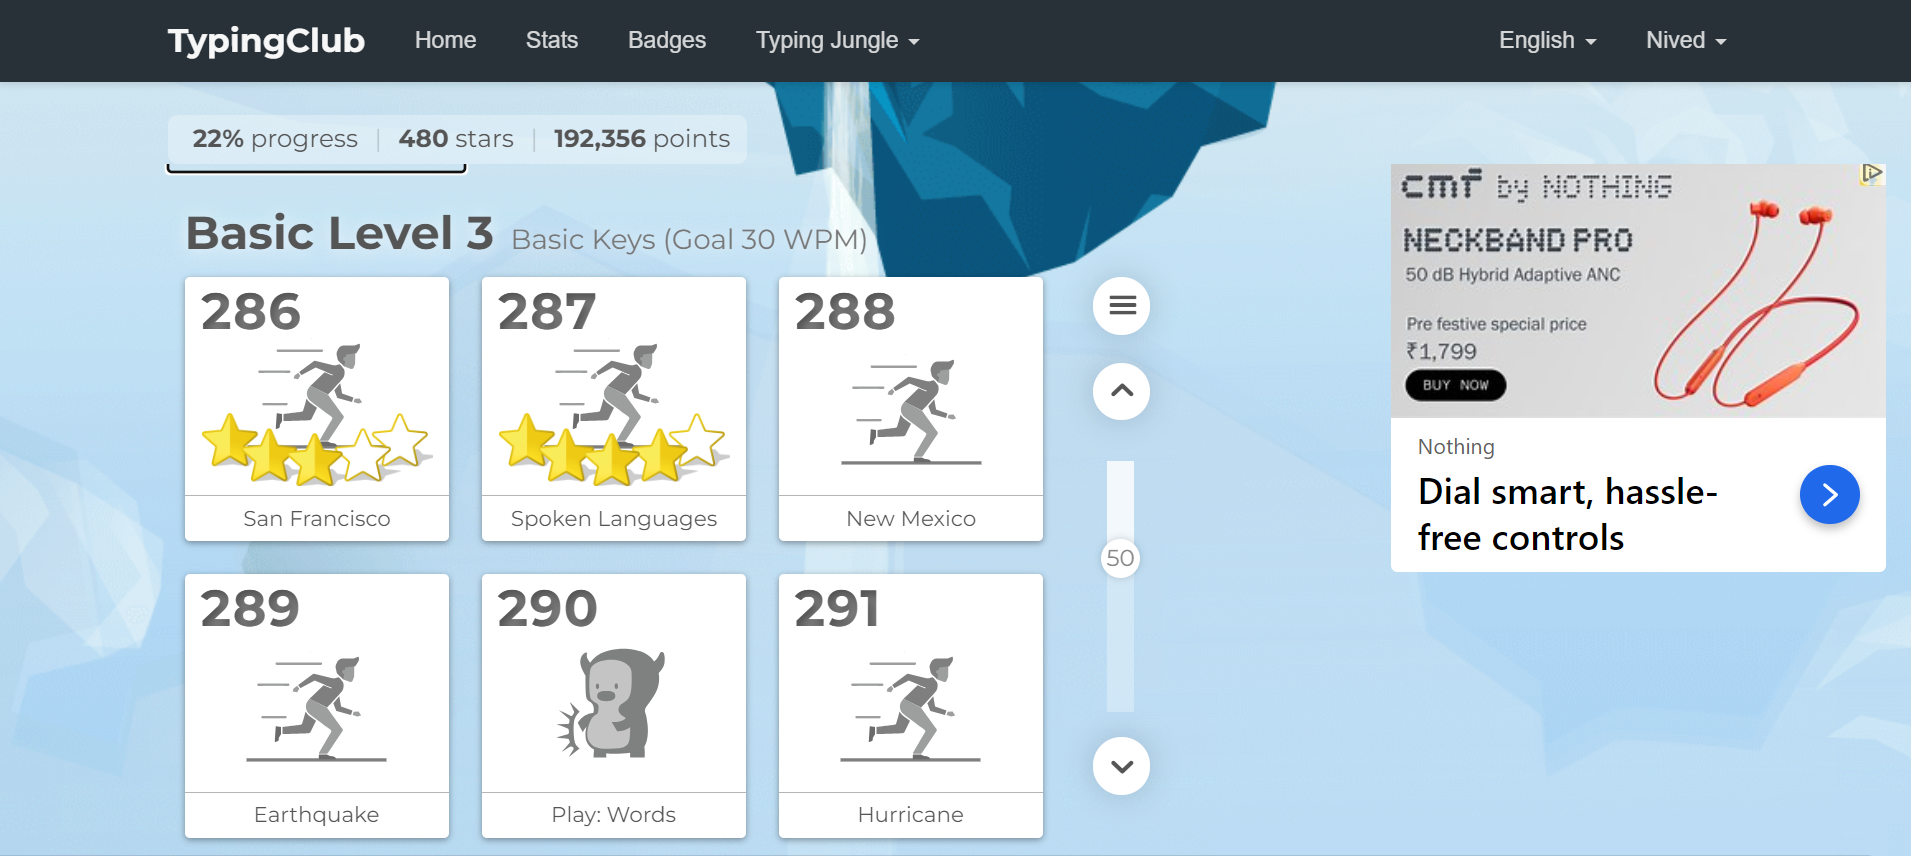 TypingClub Home Stats Badges Typing Jungle English Nived
22% progress | 480 stars | 192,356 points
Basic Level 3 Basic Keys (Goal 30 WPM)
286
287
288
San Francisco
Spoken Languages
New Mexico
289
290
291
Earthquake
Play: Words
Hurricane
50
cmf by NOTHING
NECKBAND PRO
50 dB Hybrid Adaptive ANC
Pre festive special price
₹1,799
BUY NOW
Nothing
Dial smart, hassle-
free controls